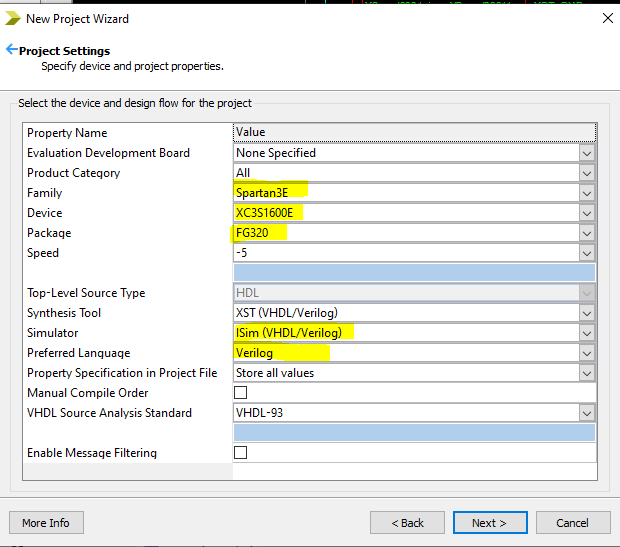 New Project Wizard
Project Settings
Specify device and project properties.
Select the device and design flow for the project
Property Name Value
Evaluation Development Board None Specified
Product Category All
Family Spartan3E
Device XC3S1600E
Package FG320
Speed -5
Top-Level Source Type HDL
Synthesis Tool XST (VHDL/Verilog)
Simulator ISim (VHDL/Verilog)
Preferred Language Verilog
Property Specification in Project File Store all values
Manual Compile Order
VHDL Source Analysis Standard VHDL-93
Enable Message Filtering
More Info < Back Next > Cancel